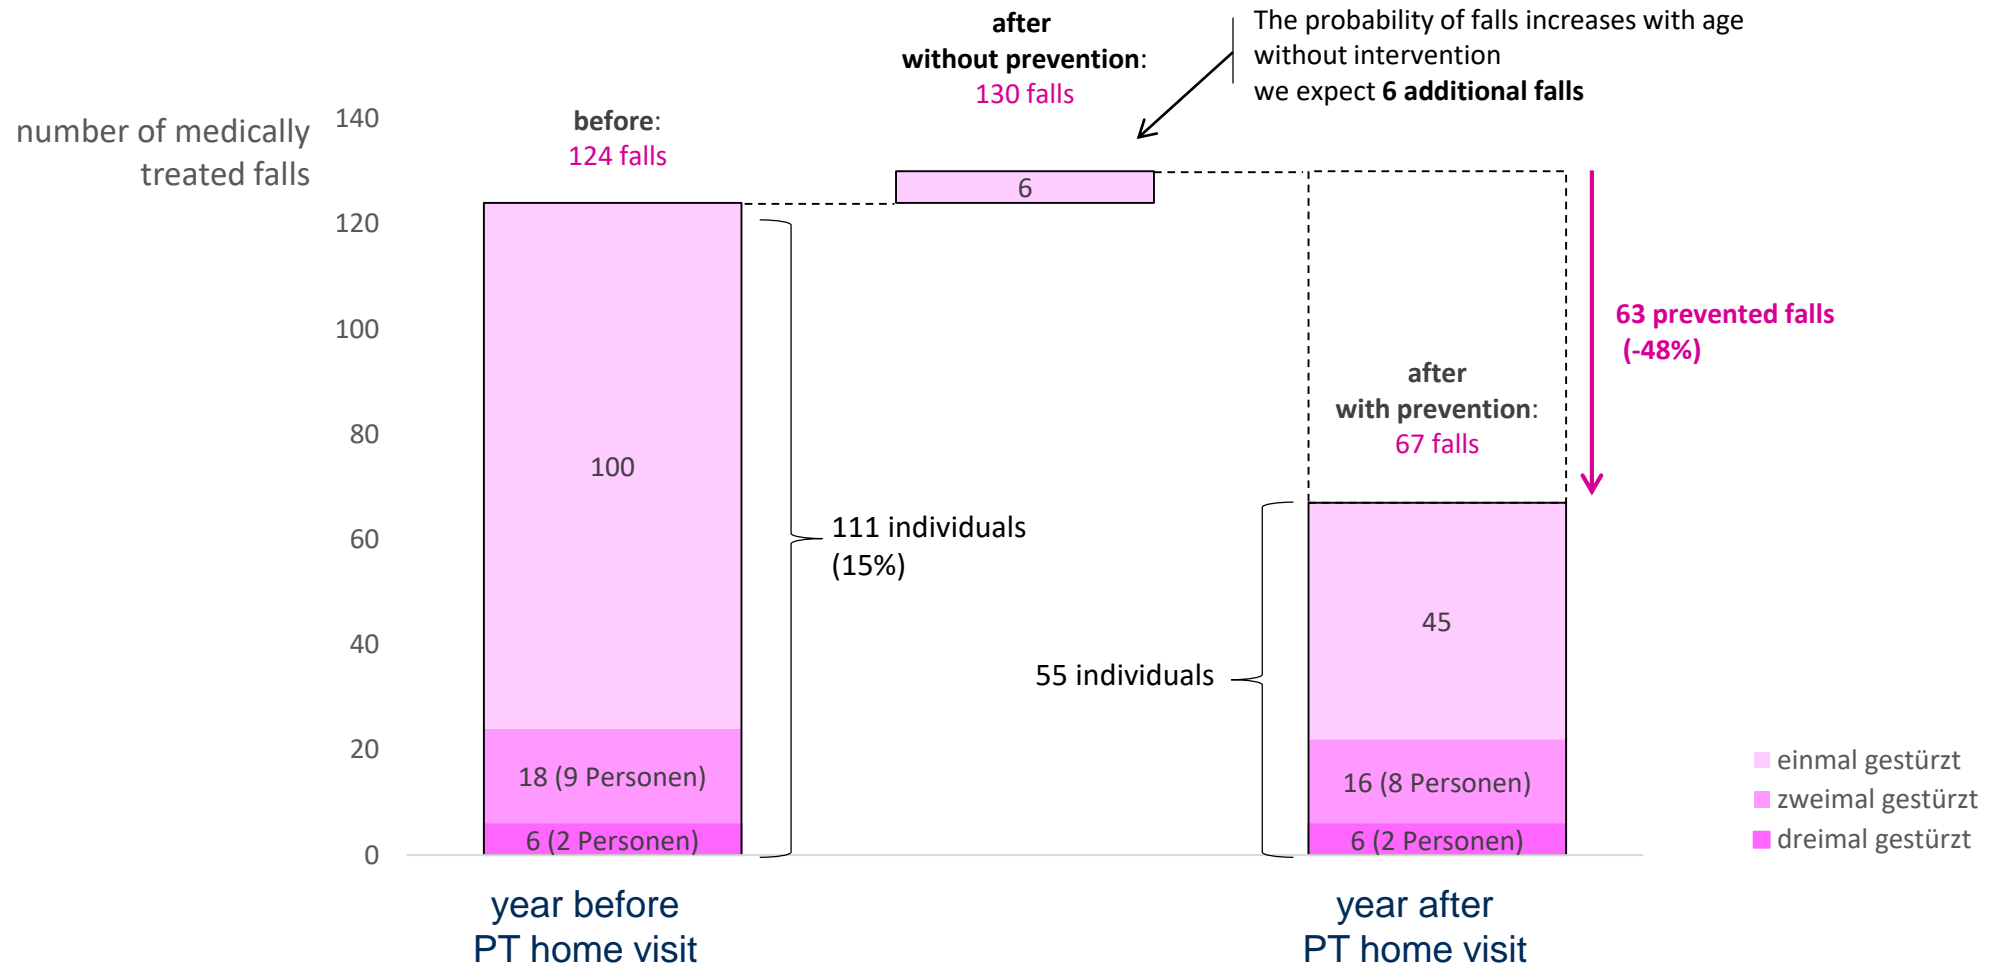 number of medically
treated falls
140
120
100
80
60
40
20
0
before:
124 falls
after
without prevention:
130 falls
The probability of falls increases with age
without intervention
we expect 6 additional falls
6
100
18 (9 Personen)
6 (2 Personen)
111 individuals
(15%)
after
with prevention:
67 falls
63 prevented falls
(-48%)
55 individuals
45
16 (8 Personen)
6 (2 Personen)
einmal gestürzt
zweimal gestürzt
dreimal gestürzt
year before
PT home visit
year after
PT home visit